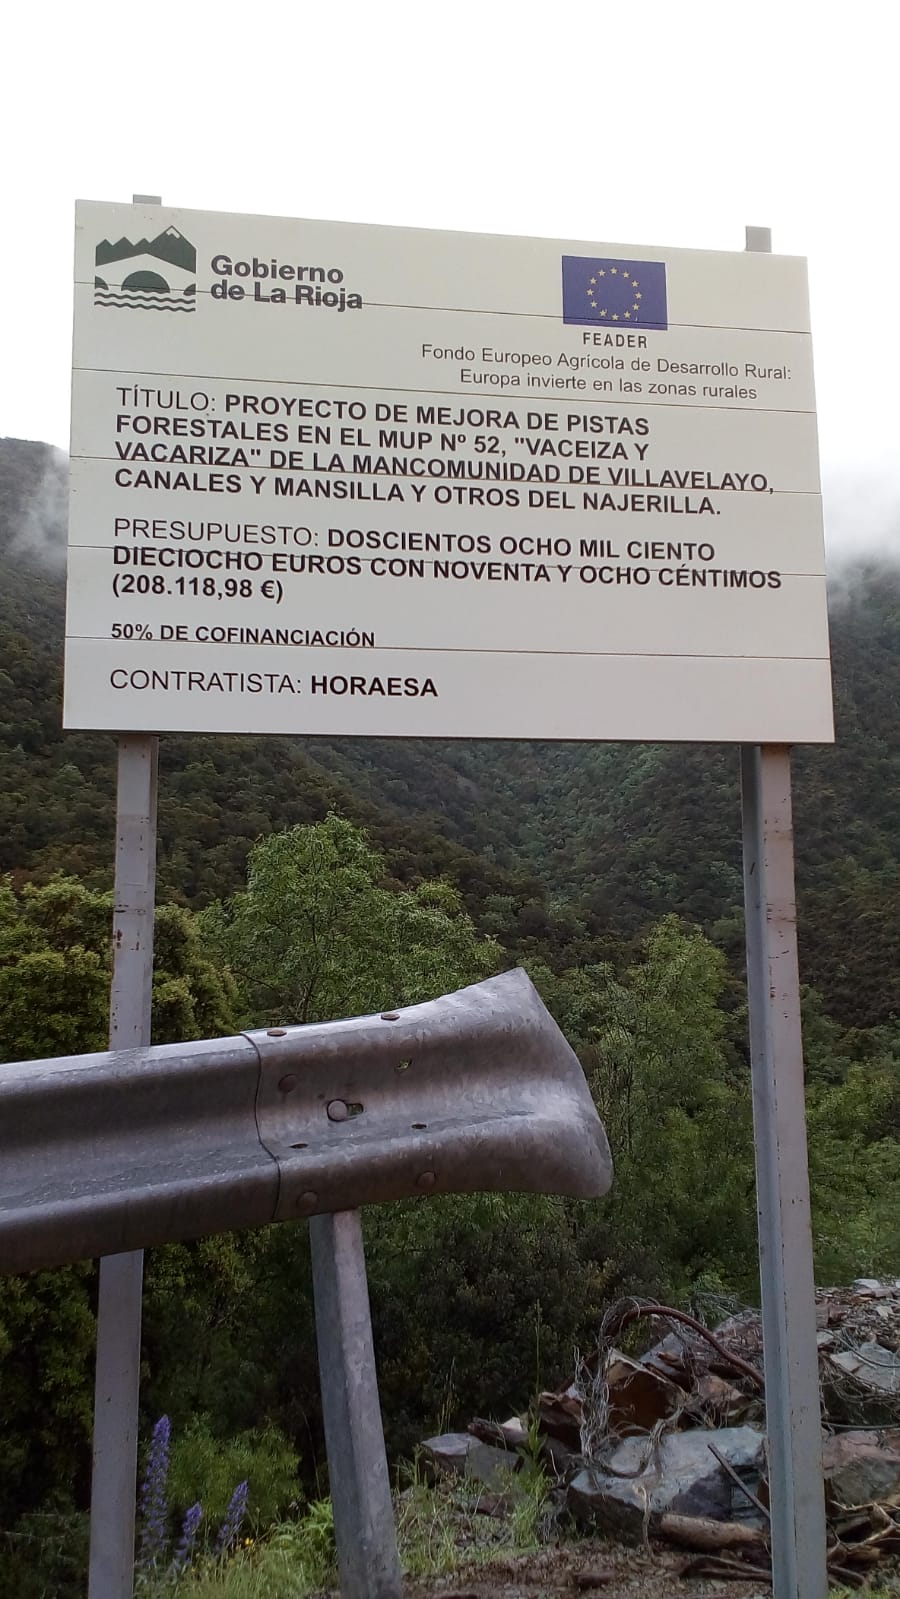 Gobierno
de La Rioja
FEADER
Fondo Europeo Agrícola de Desarrollo Rural:
Europa invierte en las zonas rurales
TÍTULO: PROYECTO DE MEJORA DE PISTAS
FORESTALES EN EL MUP Nº 52, "VACEIZA Y
VACARIZA" DE LA MANCOMUNIDAD DE VILLAVELAYO,
CANALES Y MANSILLA Y OTROS DEL NAJERILLA.
PRESUPUESTO: DOSCIENTOS OCHO MIL CIENTO
DIECIOCHO EUROS CON NOVENTA Y OCHO CÉNTIMOS
(208.118,98 €)
50% DE COFINANCIACIÓN
CONTRATISTA: HORAESA